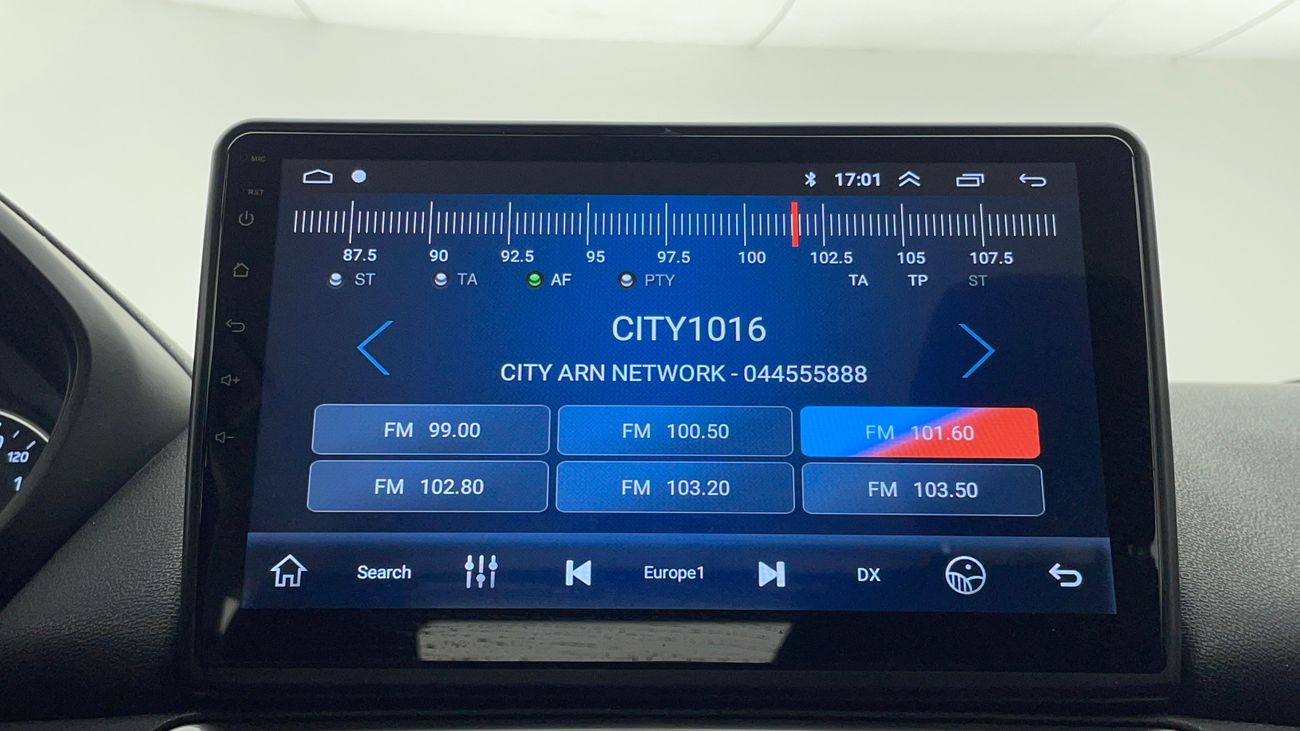 MIC
RST
17:01
87.5 90 92.5 95 97.5 100 102.5 105 107.5
ST TA AF PTY TA TP ST
CITY1016
CITY ARN NETWORK - 044555888
FM 99.00 FM 100.50 FM 101.60
FM 102.80 FM 103.20 FM 103.50
120
Search Europe1 DX